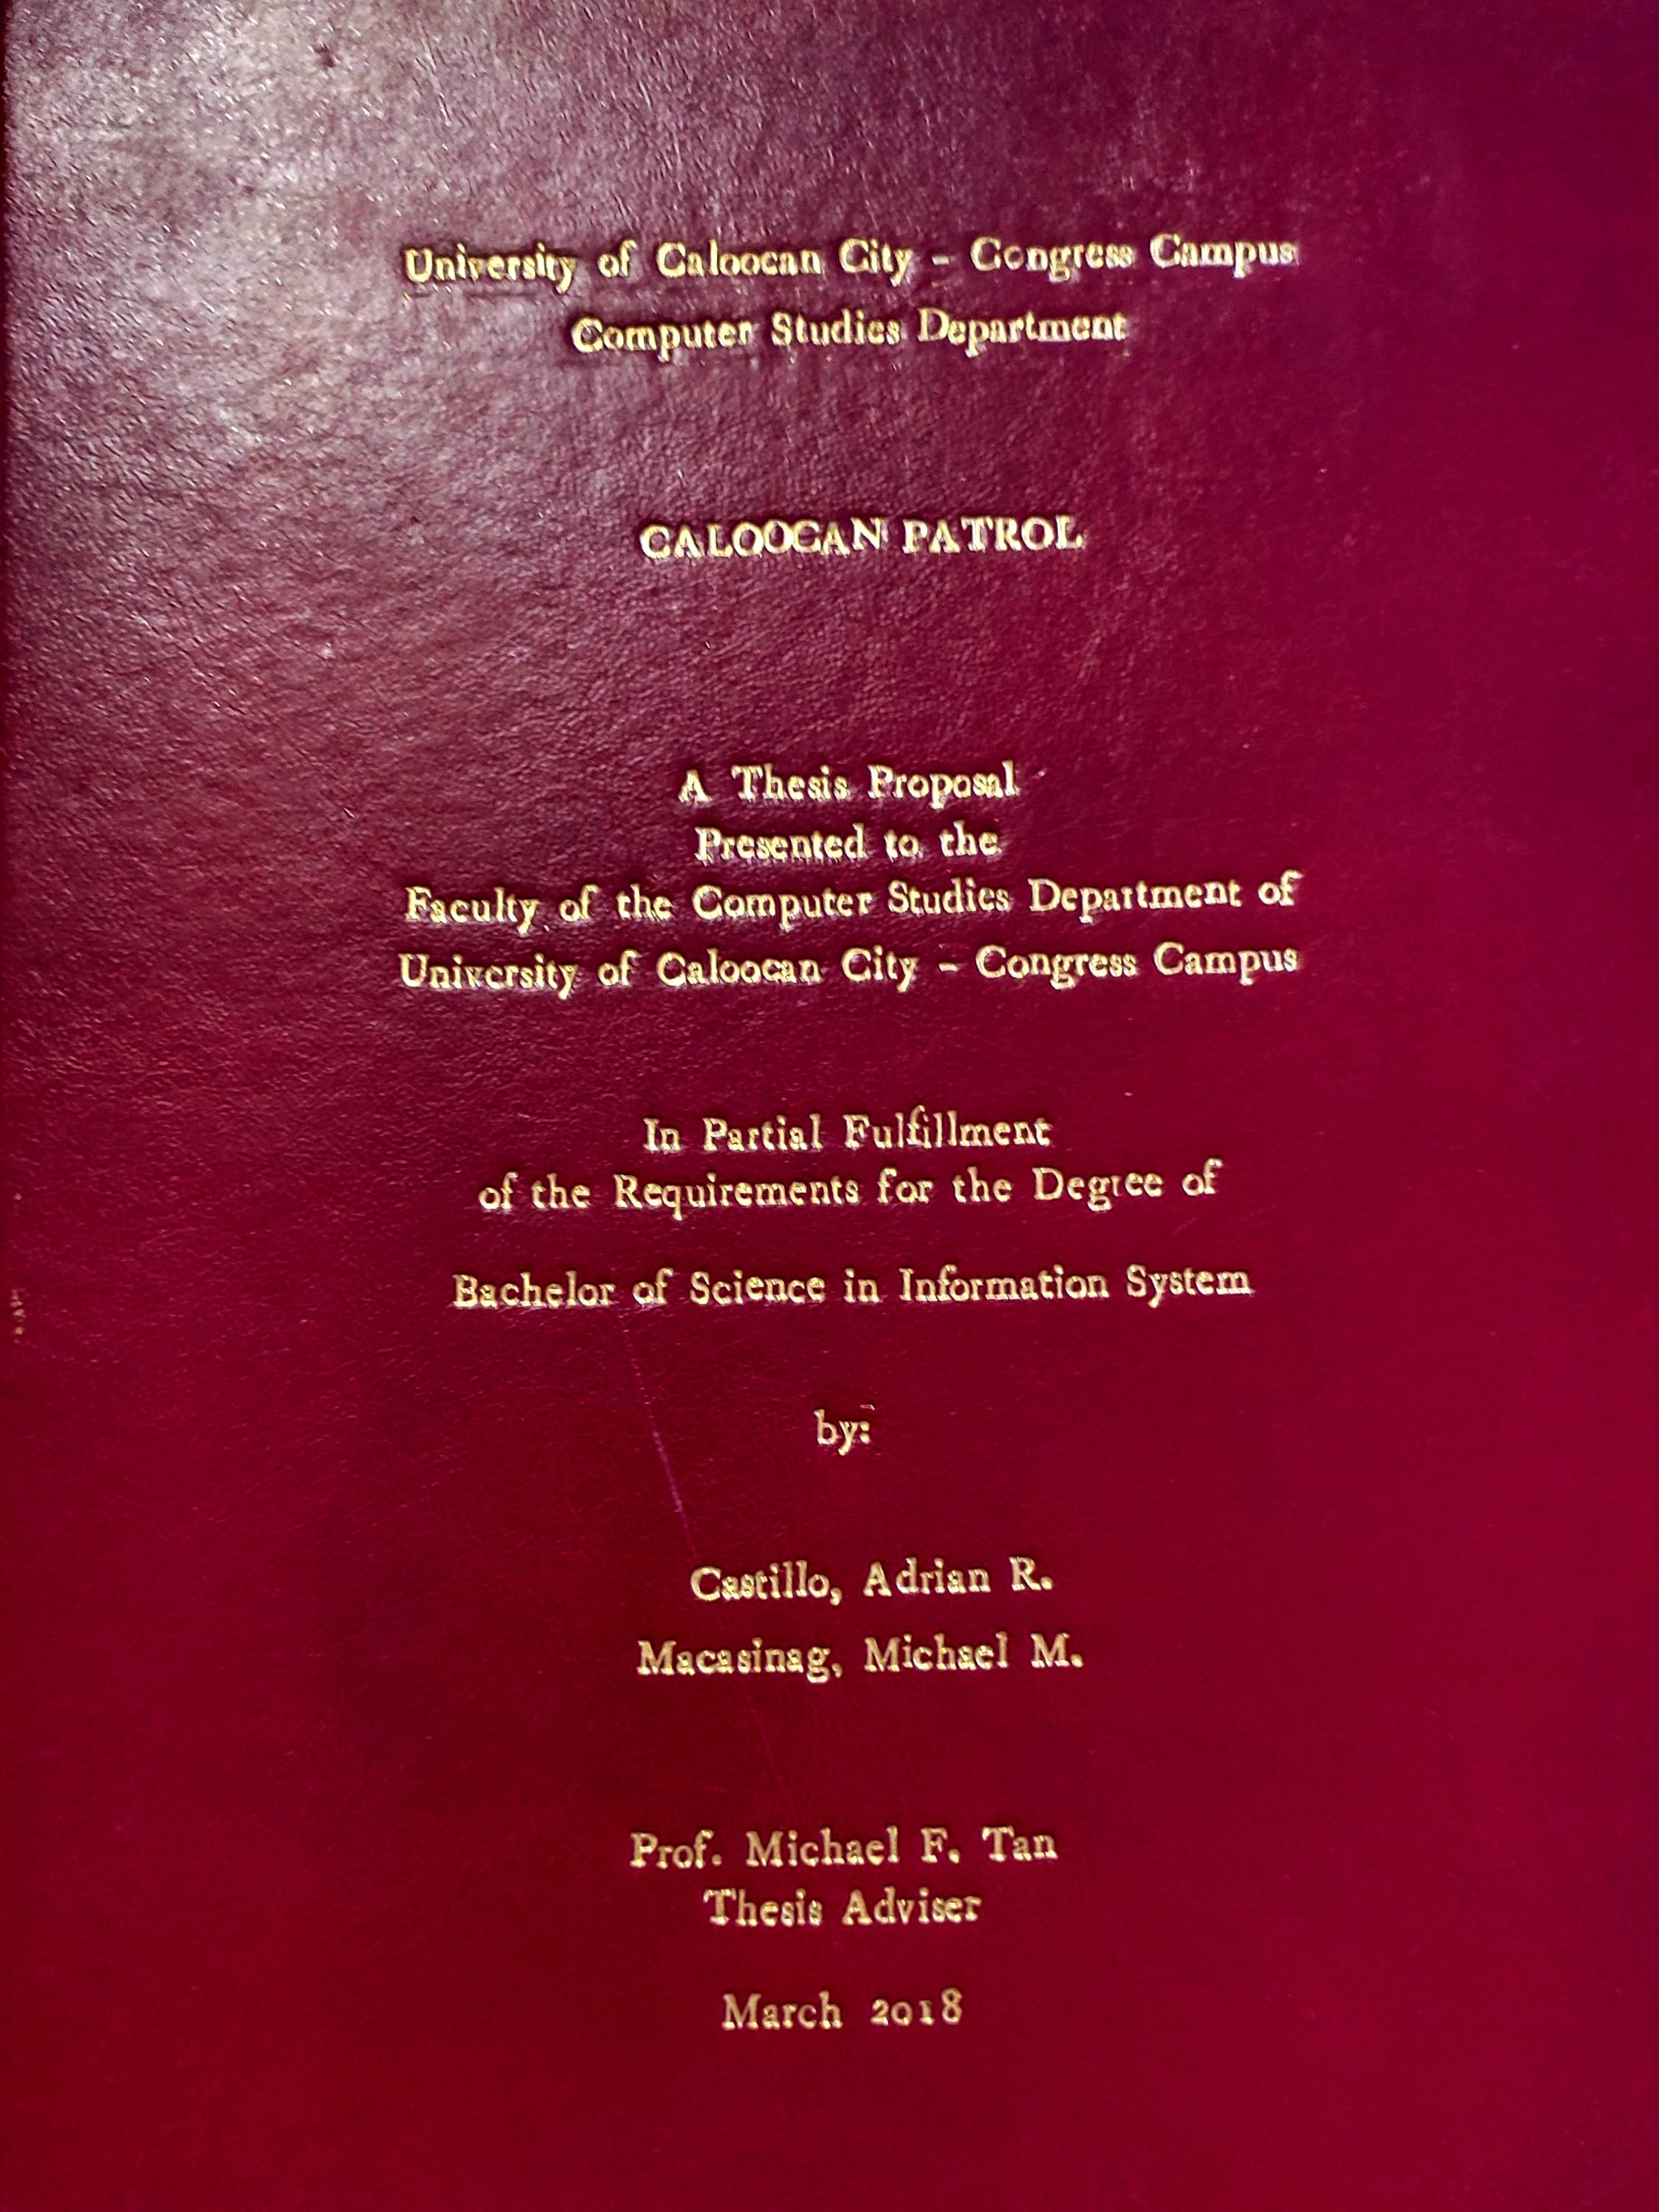 University of Caloocan City - Congress Campus
Computer Studies Department
CALOOCAN PATROL
A Thesis Proposal
Presented to the
Faculty of the Computer Studies Department of
University of Caloocan City - Congress Campus
In Partial Fulfillment
of the Requirements for the Degree of
Bachelor of Science in Information System
by:
Castillo, Adrian R.
Macasinag, Michael M.
Prof. Michael F. Tan
Thesis Adviser
March 2018